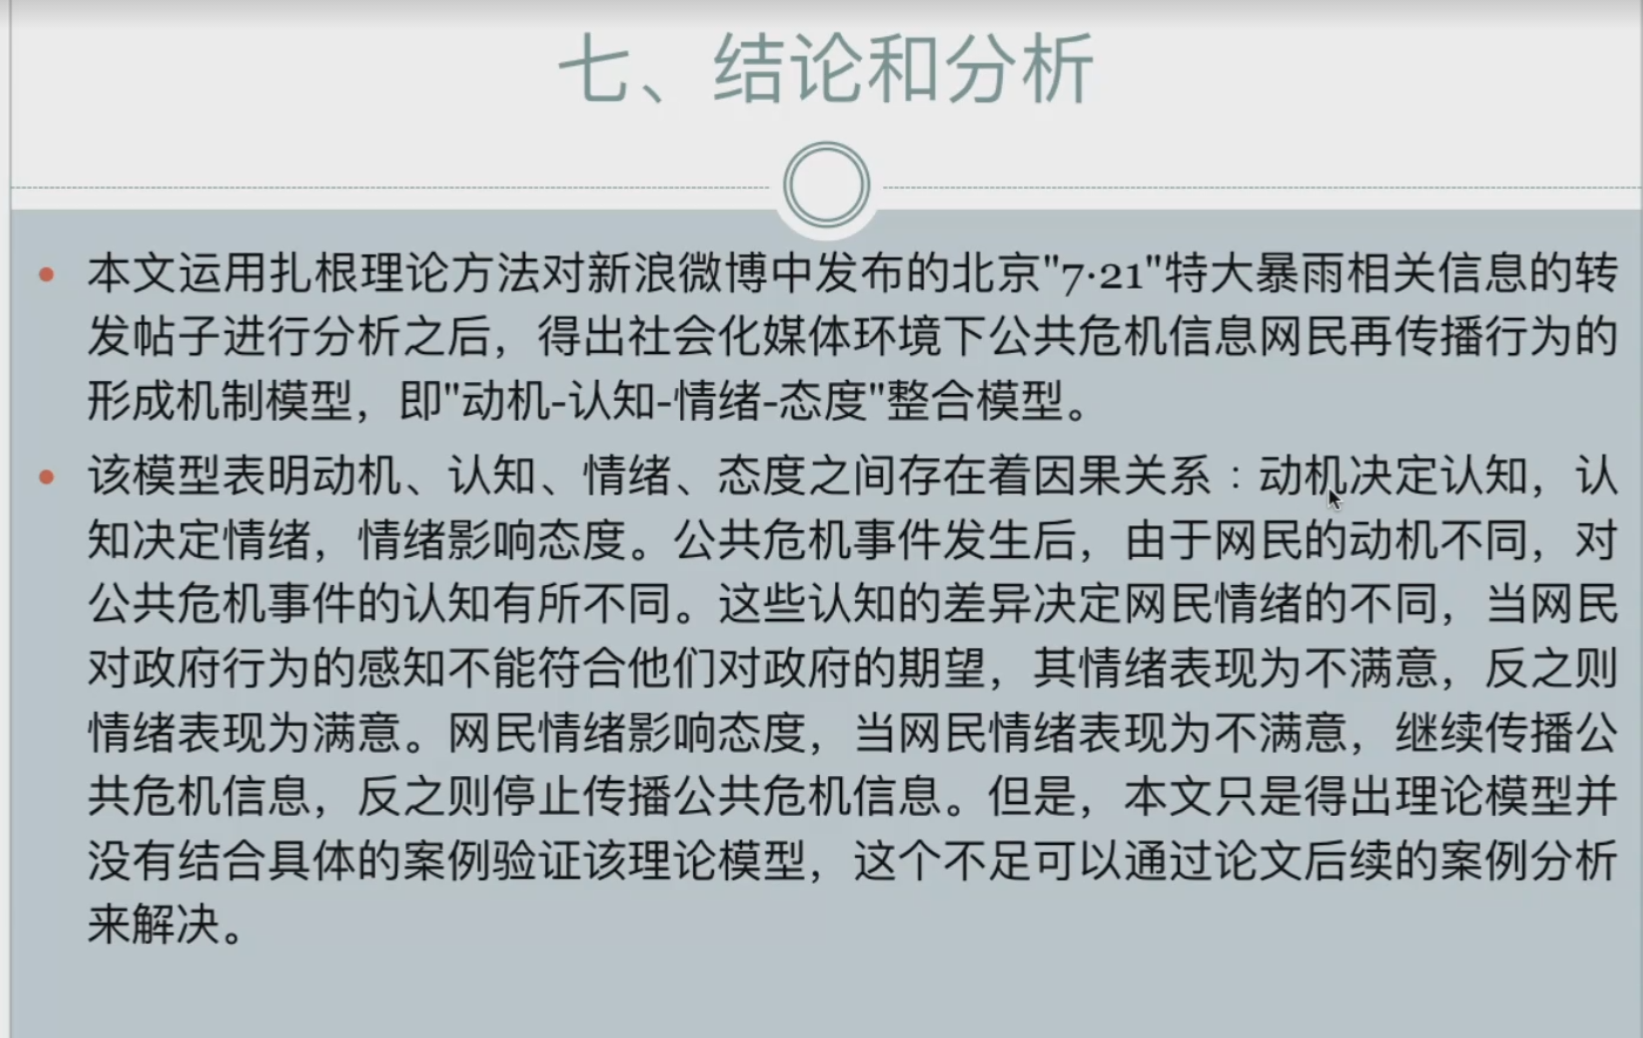 七、结论和分析
本文运用扎根理论方法对新浪微博中发布的北京"7·21"特大暴雨相关信息的转
发帖子进行分析之后，得出社会化媒体环境下公共危机信息网民再传播行为的
形成机制模型，即"动机-认知-情绪-态度"整合模型。
该模型表明动机、认知、情绪、态度之间存在着因果关系：动机决定认知，认
知决定情绪，情绪影响态度。公共危机事件发生后，由于网民的动机不同，对
公共危机事件的认知有所不同。这些认知的差异决定网民情绪的不同，当网民
对政府行为的感知不能符合他们对政府的期望，其情绪表现为不满意，反之则
情绪表现为满意。网民情绪影响态度，当网民情绪表现为不满意，继续传播公
共危机信息，反之则停止传播公共危机信息。但是，本文只是得出理论模型并
没有结合具体的案例验证该理论模型，这个不足可以通过论文后续的案例分析
来解决。